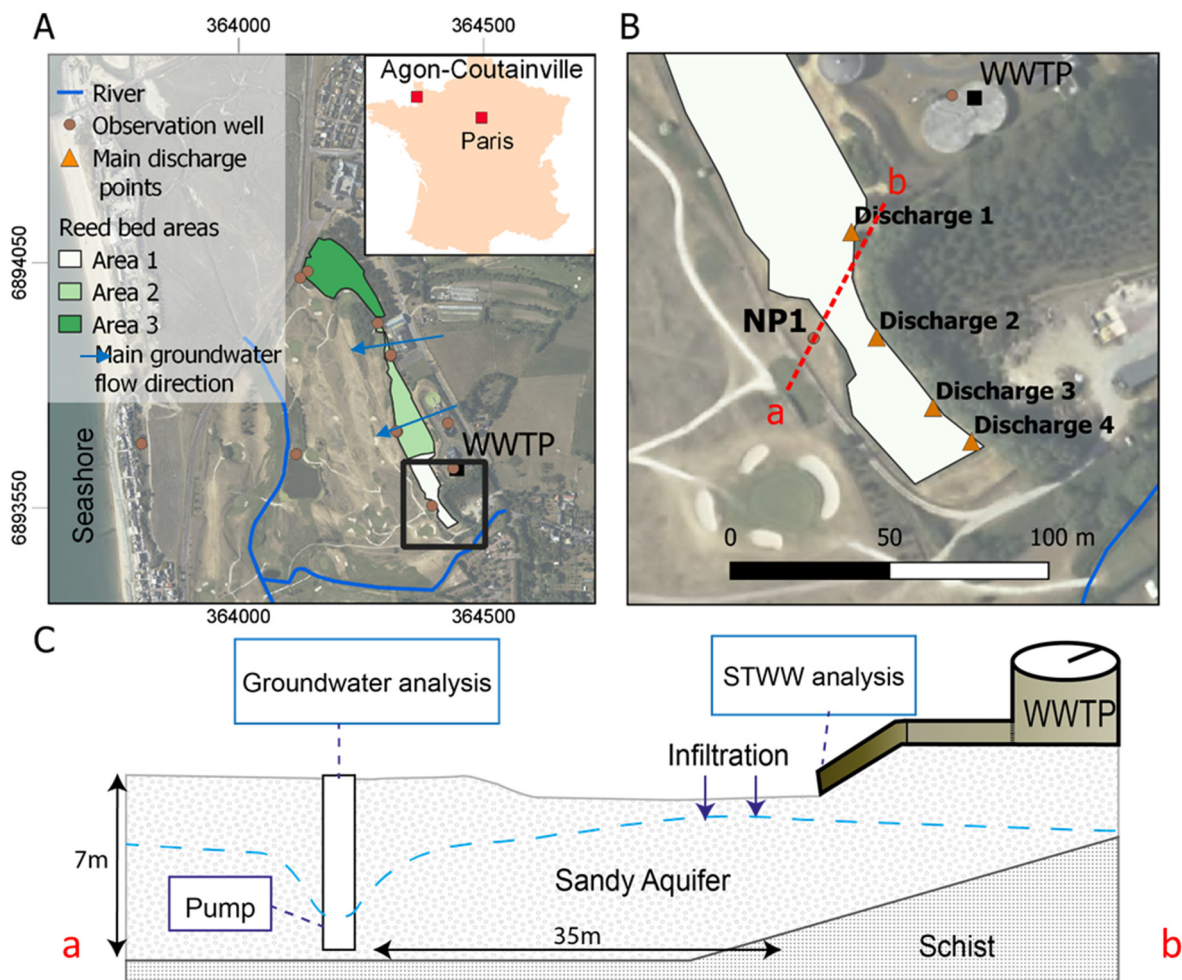 A
364000
364500
River
Observation well
Main discharge
points
Reed bed areas
Area 1
Area 2
Area 3
Main groundwater
flow direction
Agon-Coutainville
Paris
6894050
6893550
Seashore
WWTP
364000
364500
B
WWTP
b
Discharge 1
NP1
Discharge 2
a
Discharge 3
Discharge 4
0
50
100 m
C
Groundwater analysis
STWW analysis
WWTP
Infiltration
7m
Pump
Sandy Aquifer
35m
Schist
a
b